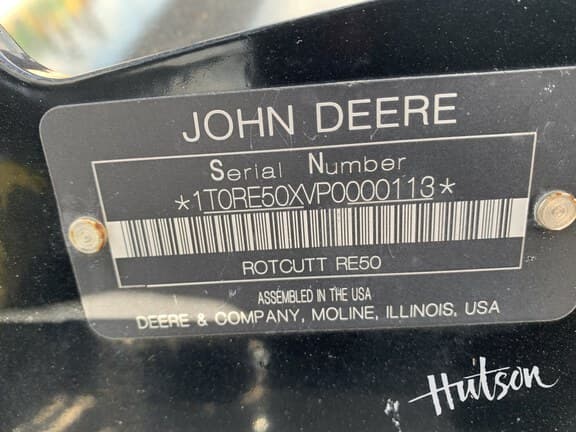 JOHN DEERE
Serial Number
*1T0RE50XVP0000113*
ROTCUTT RE50
ASSEMBLED IN THE USA
DEERE & COMPANY, MOLINE, ILLINOIS, USA
Hutson